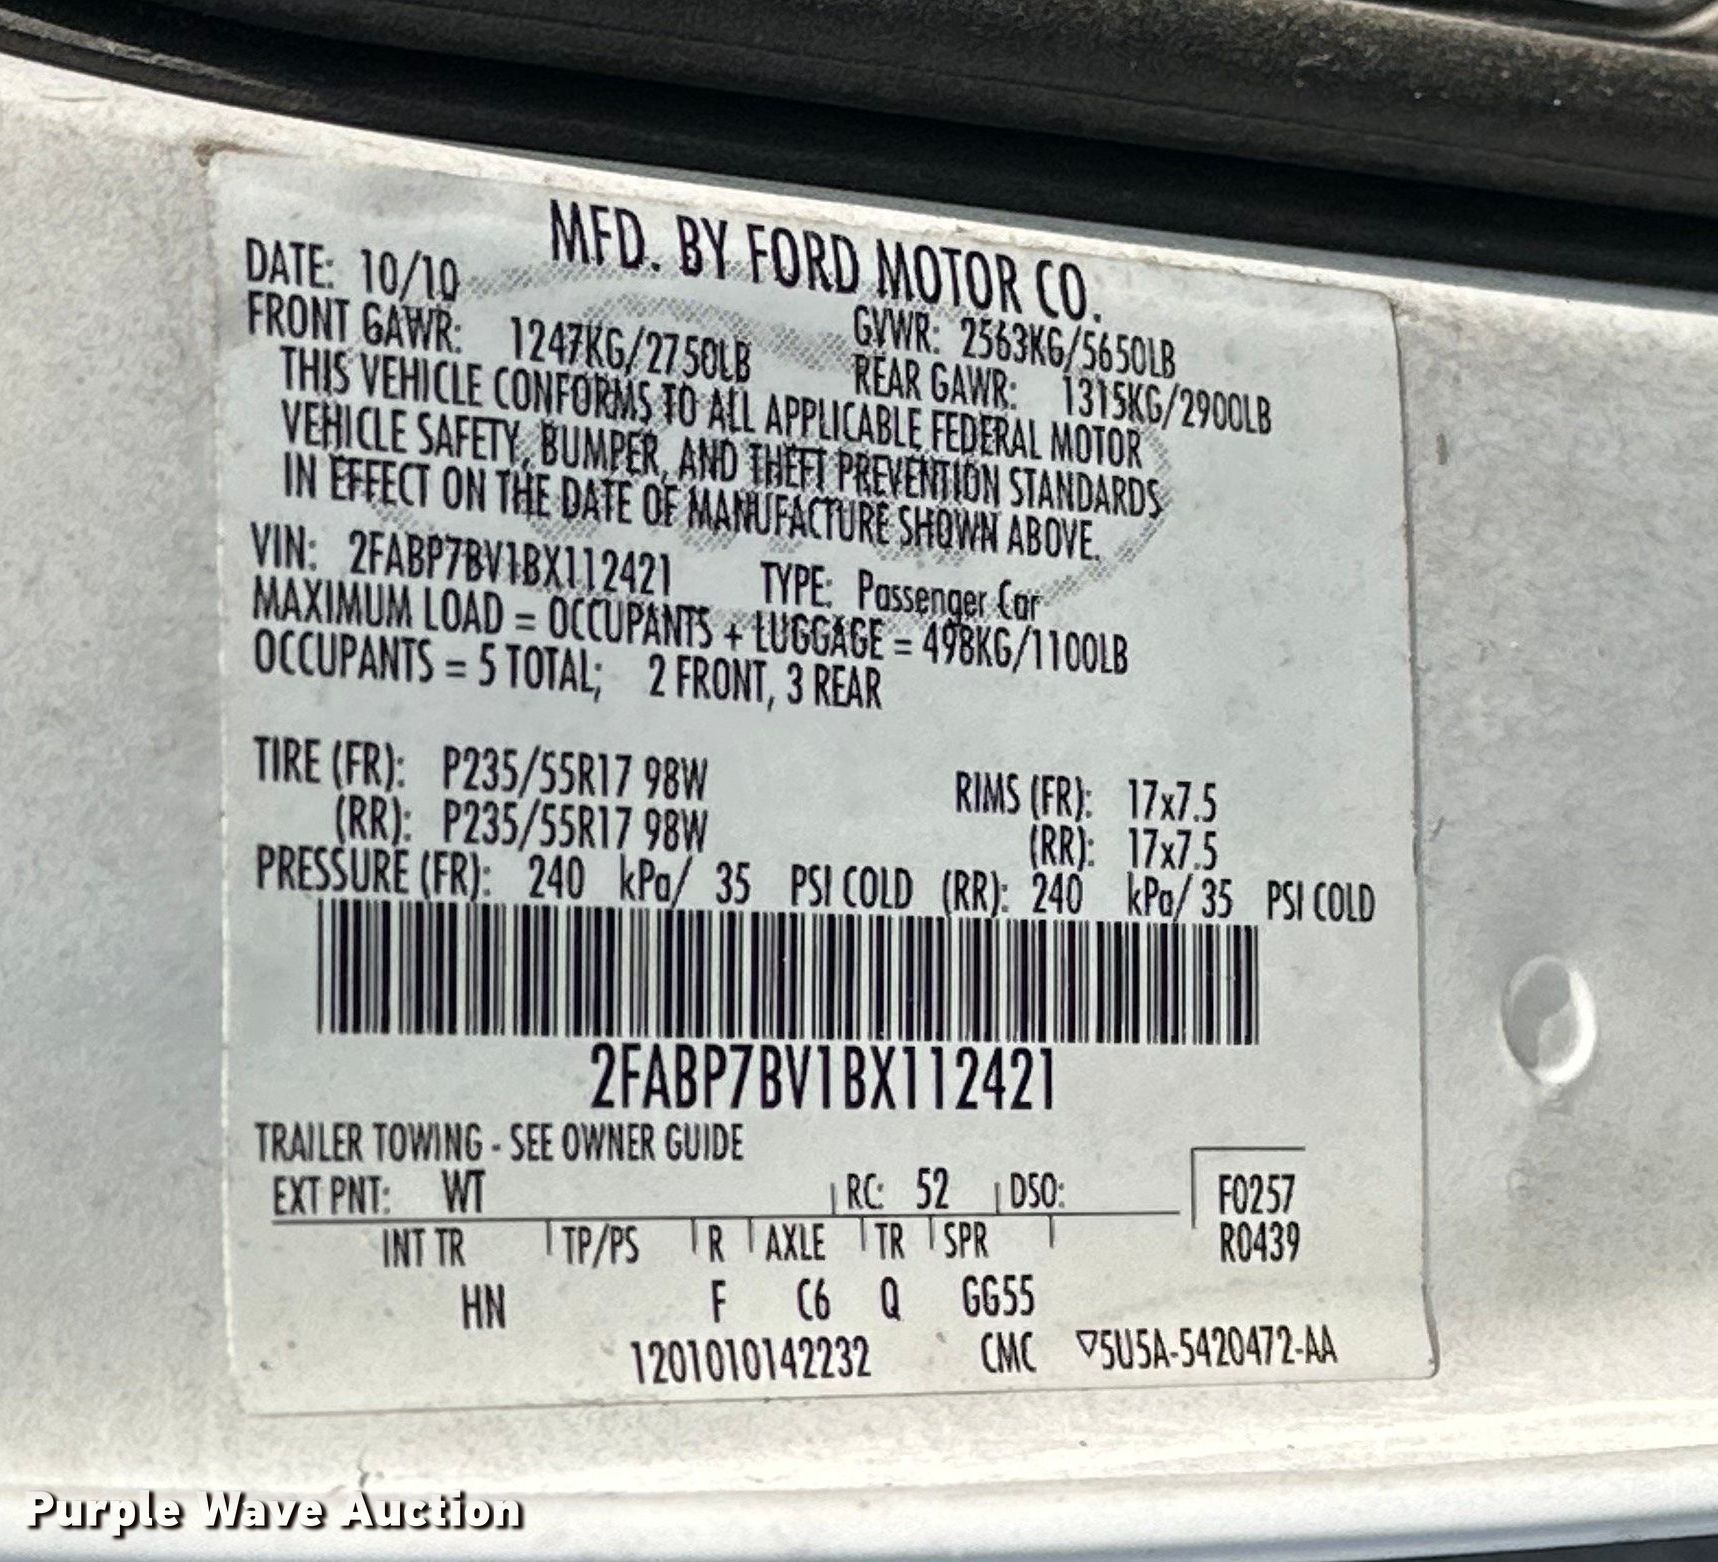 MFD. BY FORD MOTOR CO.
DATE: 10/10 GVWR: 2563KG/5650LB
FRONT GAWR: 1247KG/2750LB REAR GAWR: 1315KG/2900LB
THIS VEHICLE CONFORMS TO ALL APPLICABLE FEDERAL MOTOR
VEHICLE SAFETY, BUMPER, AND THEFT PREVENTION STANDARDS
IN EFFECT ON THE DATE OF MANUFACTURE SHOWN ABOVE.
VIN: 2FABP7BV1BX112421 TYPE: Passenger Car
MAXIMUM LOAD = OCCUPANTS + LUGGAGE = 498KG/1100LB
OCCUPANTS = 5 TOTAL; 2 FRONT, 3 REAR
TIRE (FR): P235/55R17 98W RIMS (FR): 17x7.5
(RR): P235/55R17 98W (RR): 17x7.5
PRESSURE (FR): 240 kPa/ 35 PSI COLD (RR): 240 kPa/ 35 PSI COLD
2FABP7BV1BX112421
TRAILER TOWING - SEE OWNER GUIDE
EXT PNT: WT RC: 52 DSO: F0257
INT TR TP/PS R AXLE TR SPR R0439
HN F C6 Q GG55
1201010142232 CMC ▽5U5A-5420472-AA
Purple Wave Auction